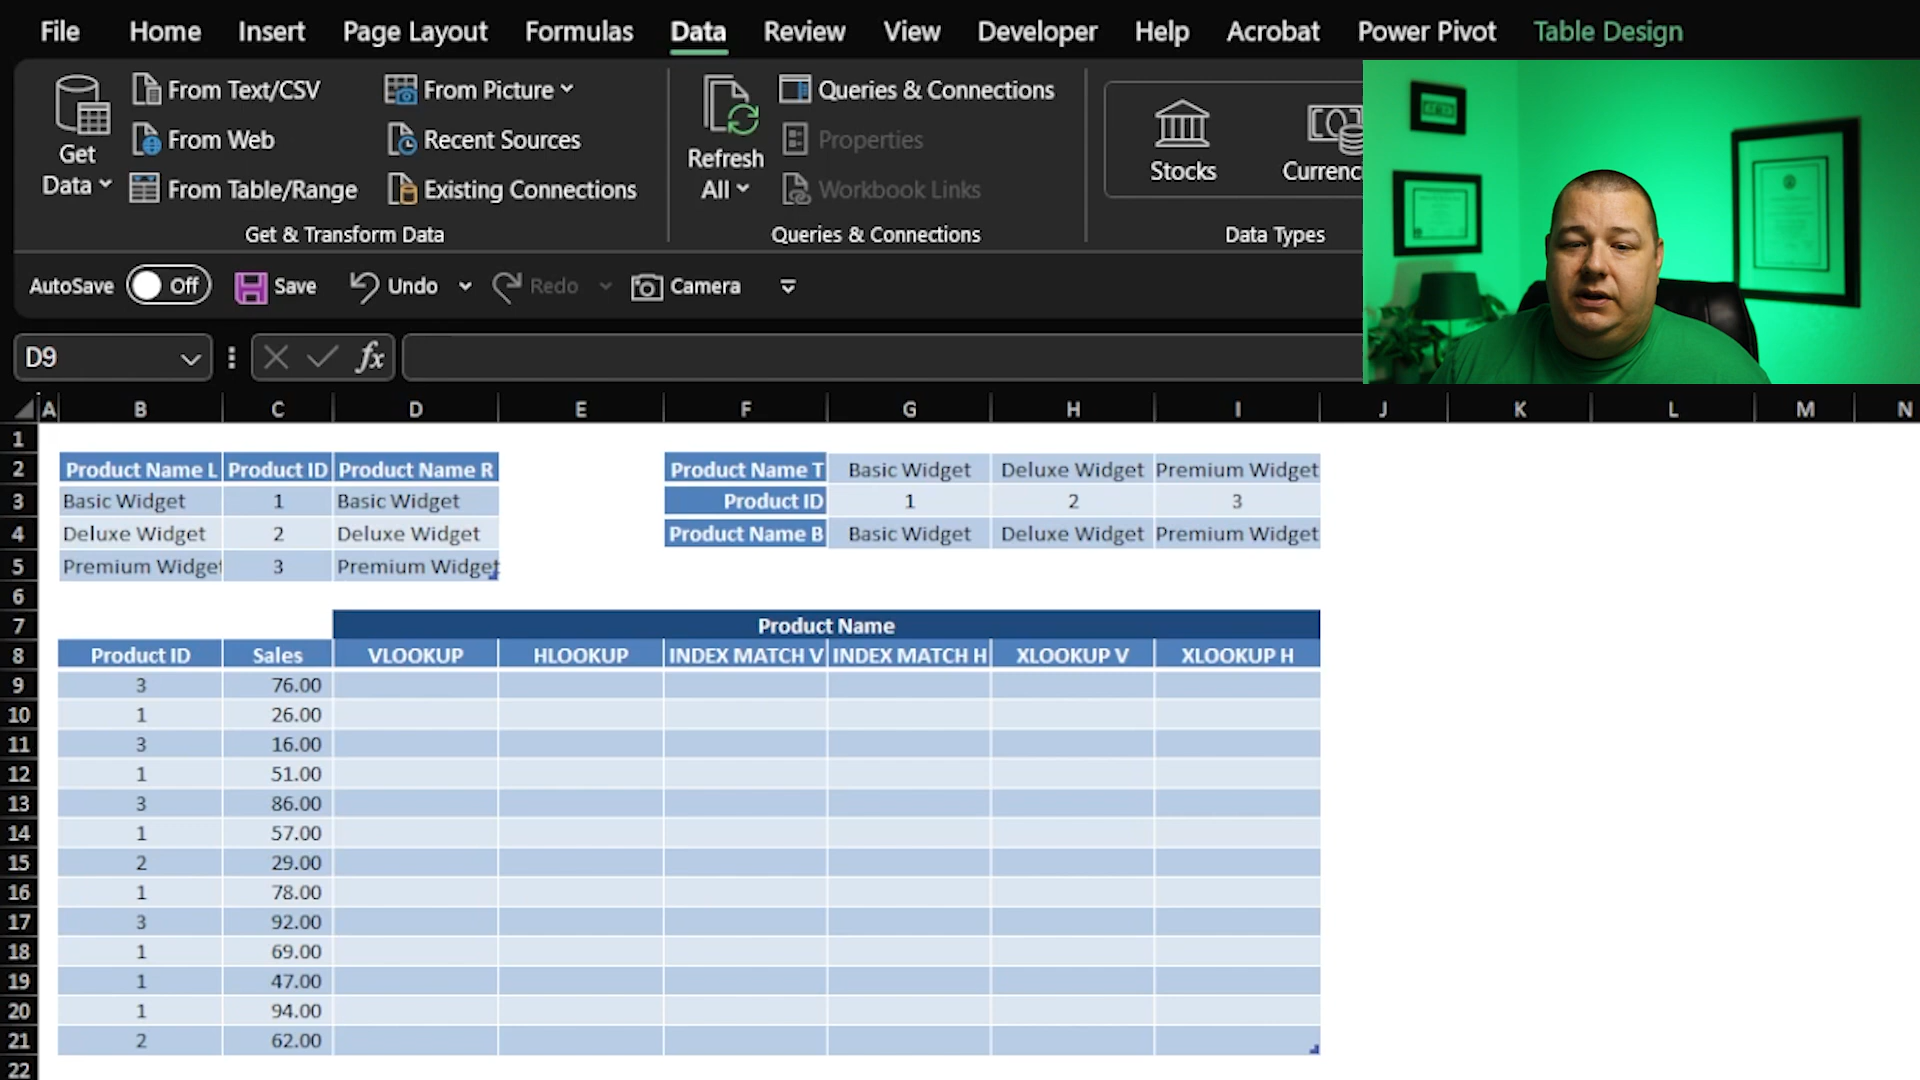 File Home Insert Page Layout Formulas Data Review View Developer Help Acrobat Power Pivot Table Design
Get Data
From Text/CSV
From Web
From Table/Range
From Picture
Recent Sources
Existing Connections
Get & Transform Data
Refresh All
Queries & Connections
Properties
Workbook Links
Queries & Connections
Stocks
Currenc
Data Types
AutoSave Off Save Undo Redo Camera
D9 fx
A B C D E F G H I J K L M N
1
2 Product Name L Product ID Product Name R Product Name T Basic Widget Deluxe Widget Premium Widget
3 Basic Widget 1 Basic Widget Product ID 1 2 3
4 Deluxe Widget 2 Deluxe Widget Product Name B Basic Widget Deluxe Widget Premium Widget
5 Premium Widget 3 Premium Widget
6
7 Product Name
8 Product ID Sales VLOOKUP HLOOKUP INDEX MATCH V INDEX MATCH H XLOOKUP V XLOOKUP H
9 3 76.00
10 1 26.00
11 3 16.00
12 1 51.00
13 3 86.00
14 1 57.00
15 2 29.00
16 1 78.00
17 3 92.00
18 1 69.00
19 1 47.00
20 1 94.00
21 2 62.00
22